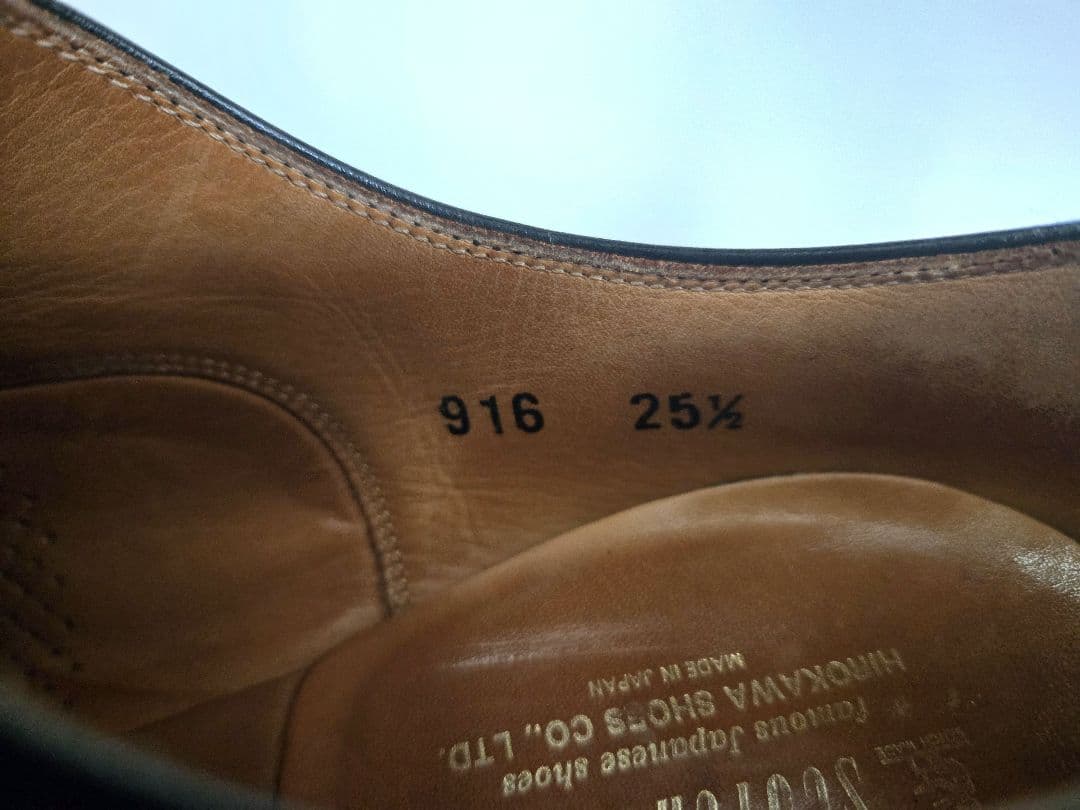 916 25½
famous Japanese shoes
HIROKAWA SHOES CO., LTD.
MADE IN JAPAN